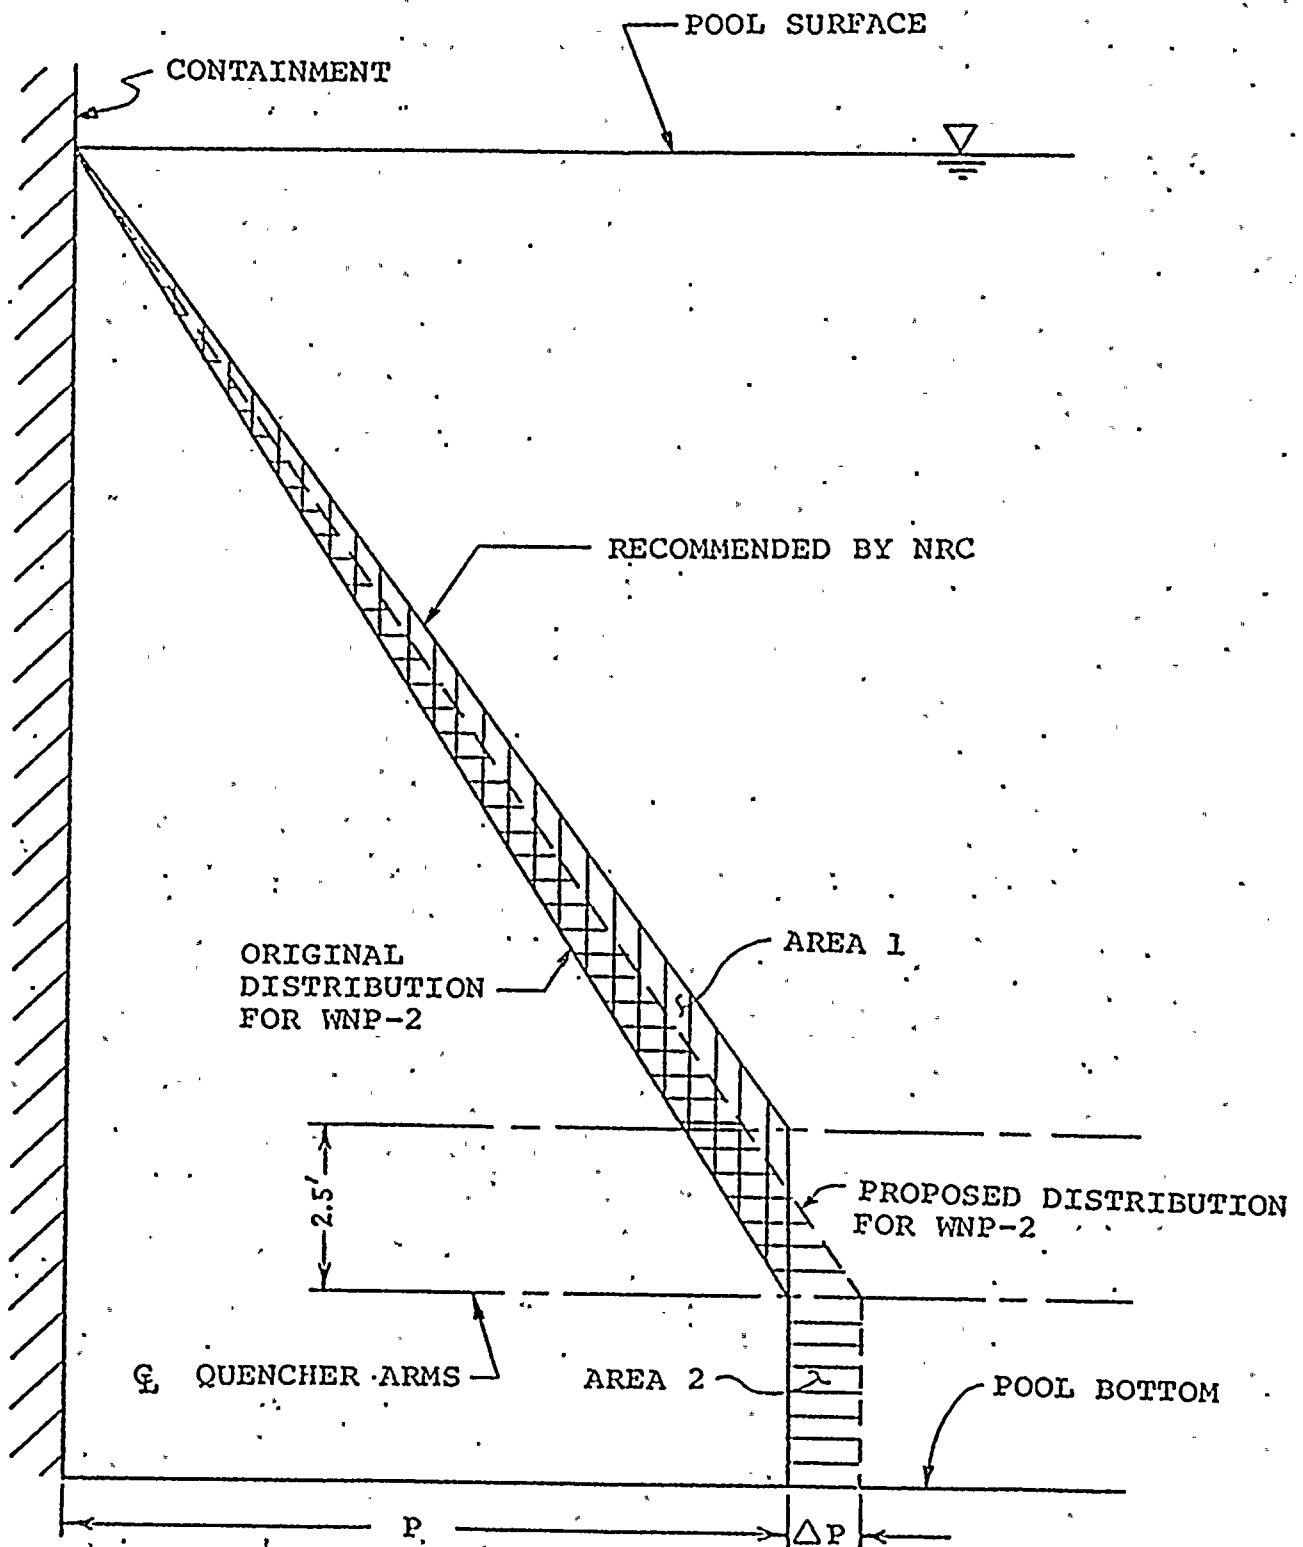 POOL SURFACE
CONTAINMENT
RECOMMENDED BY NRC
AREA 1
ORIGINAL
DISTRIBUTION
FOR WNP-2
2.5'
PROPOSED DISTRIBUTION
FOR WNP-2
℄ QUENCHER ARMS
AREA 2
POOL BOTTOM
P
△P